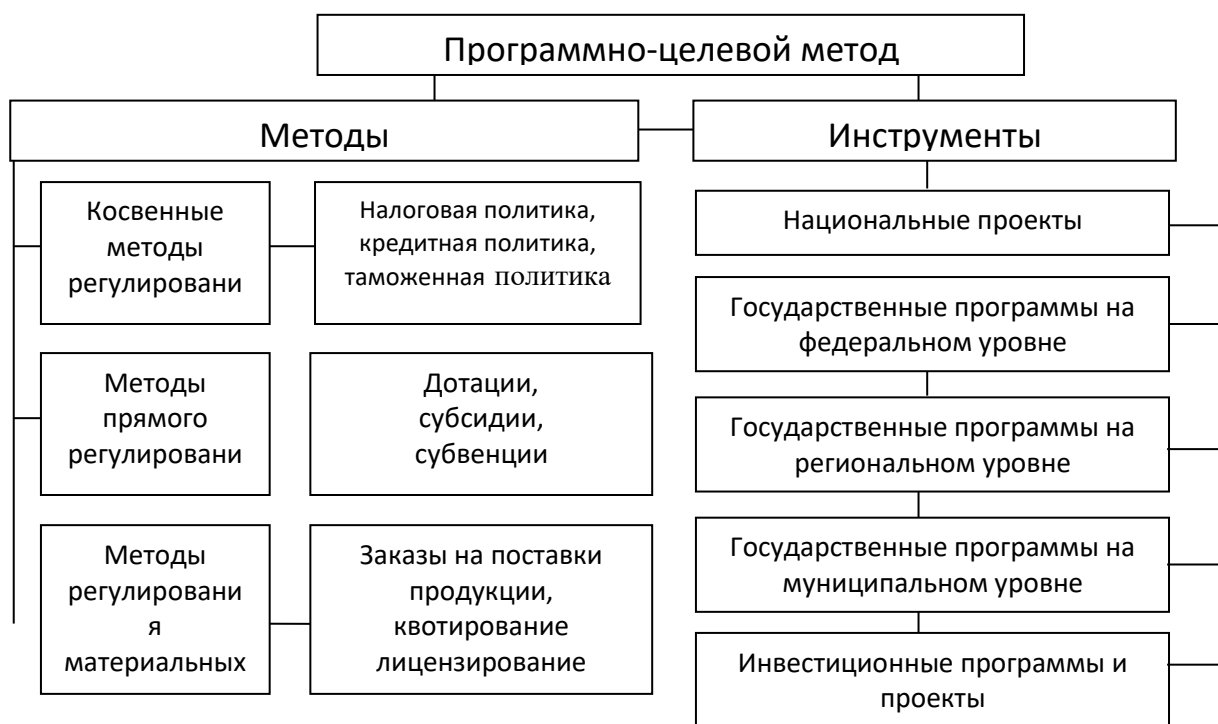 Программно-целевой метод
Методы
Инструменты
Косвенные
методы
регулировани
Налоговая политика,
кредитная политика,
таможенная политика
Методы
прямого
регулировани
Дотации,
субсидии,
субвенции
Методы
регулировани
я
материальных
Заказы на поставки
продукции,
квотирование
лицензирование
Национальные проекты
Государственные программы на
федеральном уровне
Государственные программы на
региональном уровне
Государственные программы на
муниципальном уровне
Инвестиционные программы и
проекты